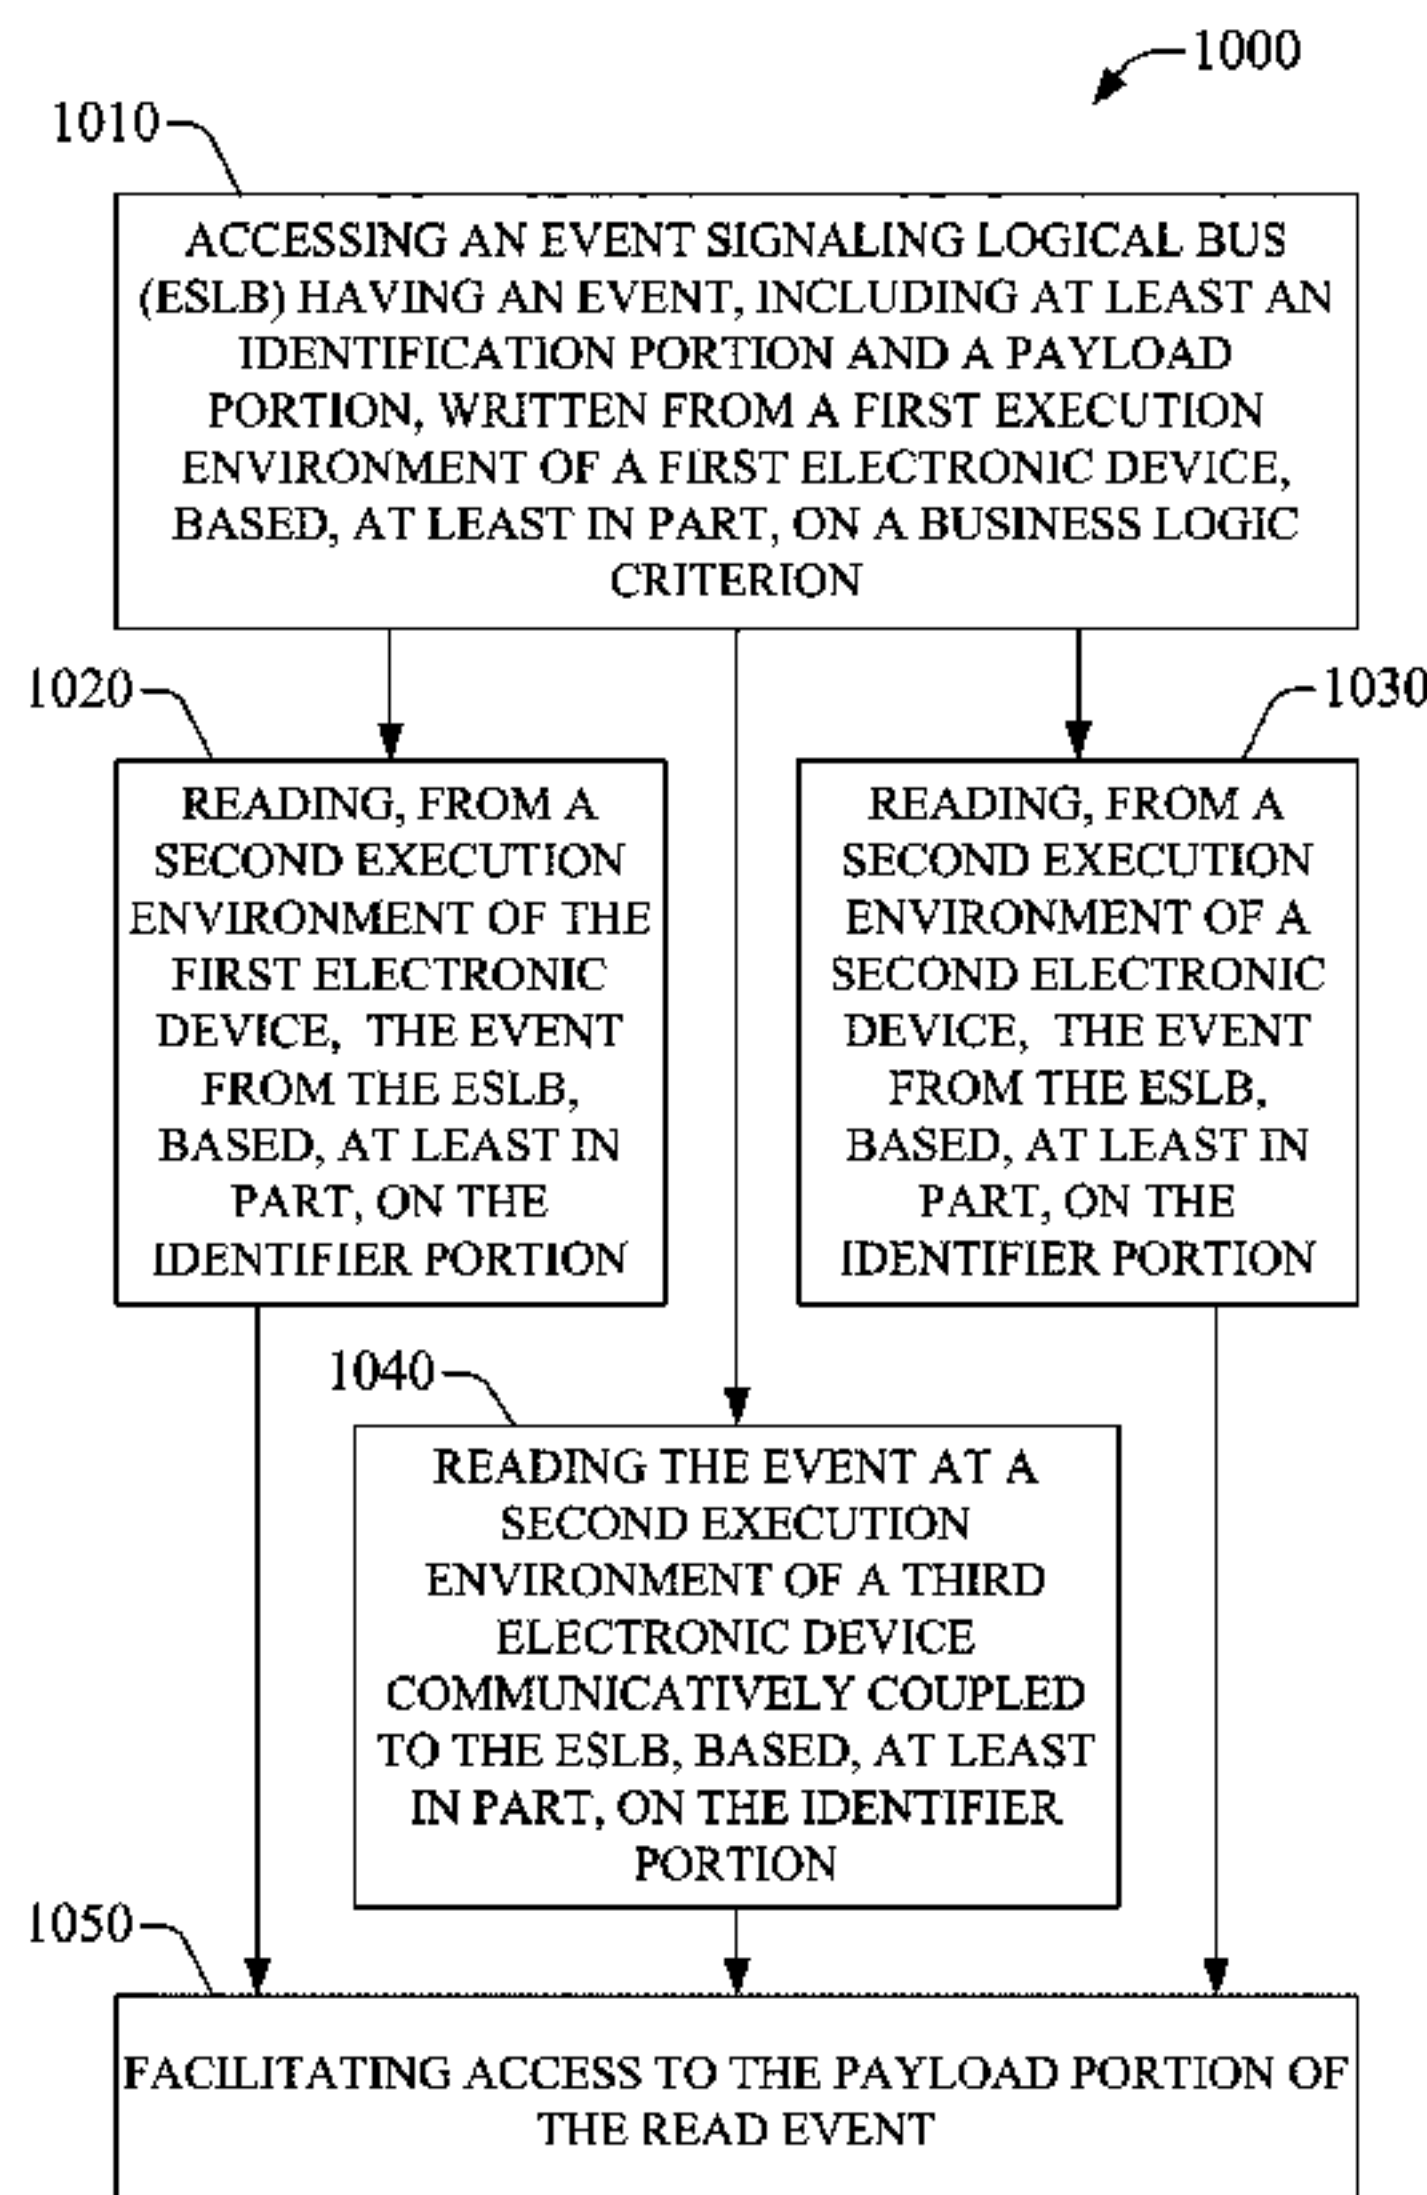 1000
1010
ACCESSING AN EVENT SIGNALING LOGICAL BUS
(ESLB) HAVING AN EVENT, INCLUDING AT LEAST AN
IDENTIFICATION PORTION AND A PAYLOAD
PORTION, WRITTEN FROM A FIRST EXECUTION
ENVIRONMENT OF A FIRST ELECTRONIC DEVICE,
BASED, AT LEAST IN PART, ON A BUSINESS LOGIC
CRITERION
1020
READING, FROM A
SECOND EXECUTION
ENVIRONMENT OF THE
FIRST ELECTRONIC
DEVICE, THE EVENT
FROM THE ESLB,
BASED, AT LEAST IN
PART, ON THE
IDENTIFIER PORTION
1030
READING, FROM A
SECOND EXECUTION
ENVIRONMENT OF A
SECOND ELECTRONIC
DEVICE, THE EVENT
FROM THE ESLB,
BASED, AT LEAST IN
PART, ON THE
IDENTIFIER PORTION
1040
READING THE EVENT AT A
SECOND EXECUTION
ENVIRONMENT OF A THIRD
ELECTRONIC DEVICE
COMMUNICATIVELY COUPLED
TO THE ESLB, BASED, AT LEAST
IN PART, ON THE IDENTIFIER
PORTION
1050
FACILITATING ACCESS TO THE PAYLOAD PORTION OF
THE READ EVENT